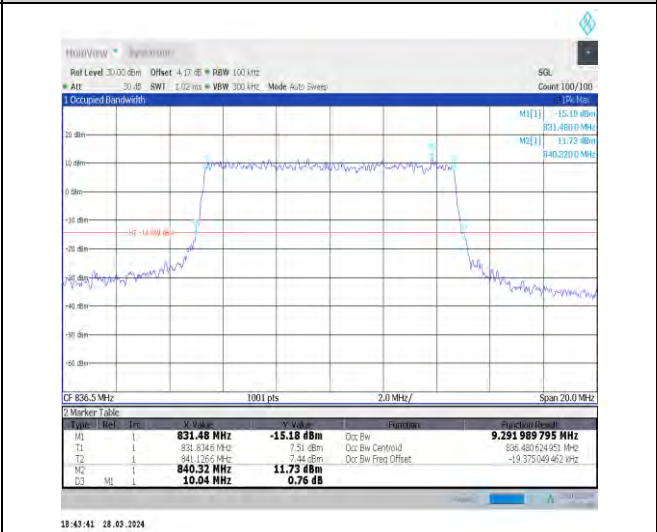 MultiView Spectrum
Ref Level 30.00 dBm Offset 4.17 dB RBW 100 kHz SGL
Att 30 dB SWT 1.02 ms VBW 300 kHz Mode Auto Sweep Count 100/100
1 Occupied Bandwidth 1Pk Max
M1[1] -15.18 dBm
831.4800 MHz
M2[1] 11.73 dBm
840.3200 MHz
20 dBm
10 dBm
0 dBm
-10 dBm
-20 dBm
-30 dBm
-40 dBm
-50 dBm
-60 dBm
CF 836.5 MHz 1001 pts 2.0 MHz/ Span 20.0 MHz
2 Marker Table
Type Ref Trc X Value Y Value Function Function Result
M1 1 831.48 MHz -15.18 dBm Occ Bw 9.291 989 795 MHz
T1 1 831.834 6 MHz 7.51 dBm Occ Bw Centroid 836.480 624 951 MHz
T2 1 841.126 6 MHz 7.44 dBm Occ Bw Freq Offset -19.375 049 462 kHz
M2 1 840.32 MHz 11.73 dBm
D3 M1 1 10.04 MHz 0.76 dB
18:43:41 28.03.2024